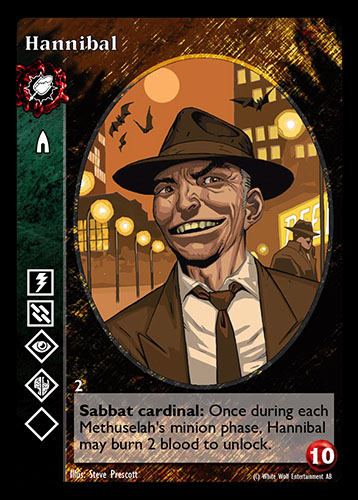 Hannibal
2
Sabbat cardinal: Once during each
Methuselah's minion phase, Hannibal
may burn 2 blood to unlock.
10
Illus: Steve Prescott
(C) White Wolf Entertainment AB